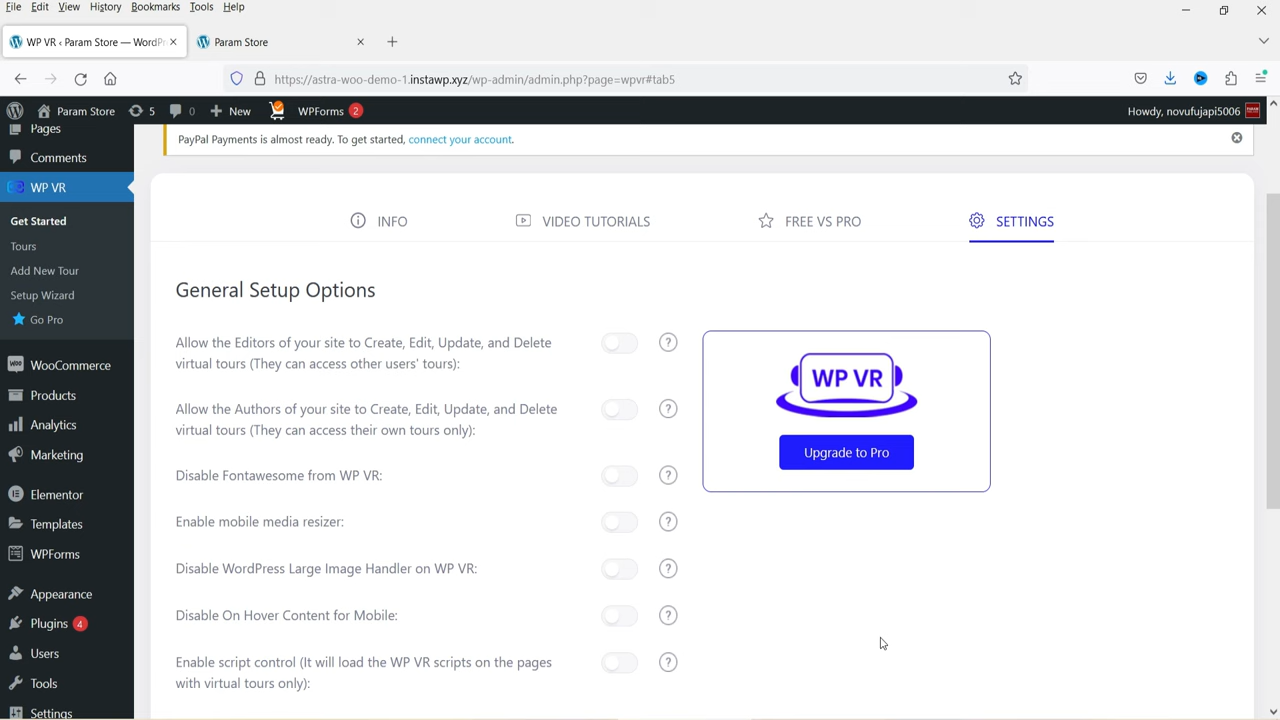 File Edit View History Bookmarks Tools Help
WP VR ‹ Param Store — WordPr
Param Store
https://astra-woo-demo-1.instawp.xyz/wp-admin/admin.php?page=wpvr#tab5
Param Store 5 0 New WPForms 2 Howdy, novufujapi5006
Pages
Comments
WP VR
Get Started
Tours
Add New Tour
Setup Wizard
Go Pro
WooCommerce
Products
Analytics
Marketing
Elementor
Templates
WPForms
Appearance
Plugins 4
Users
Tools
Settings
PayPal Payments is almost ready. To get started, connect your account.
INFO VIDEO TUTORIALS FREE VS PRO SETTINGS
General Setup Options
Allow the Editors of your site to Create, Edit, Update, and Delete
virtual tours (They can access other users' tours):
Allow the Authors of your site to Create, Edit, Update, and Delete
virtual tours (They can access their own tours only):
Disable Fontawesome from WP VR:
Enable mobile media resizer:
Disable WordPress Large Image Handler on WP VR:
Disable On Hover Content for Mobile:
Enable script control (It will load the WP VR scripts on the pages
with virtual tours only):
WP VR
Upgrade to Pro